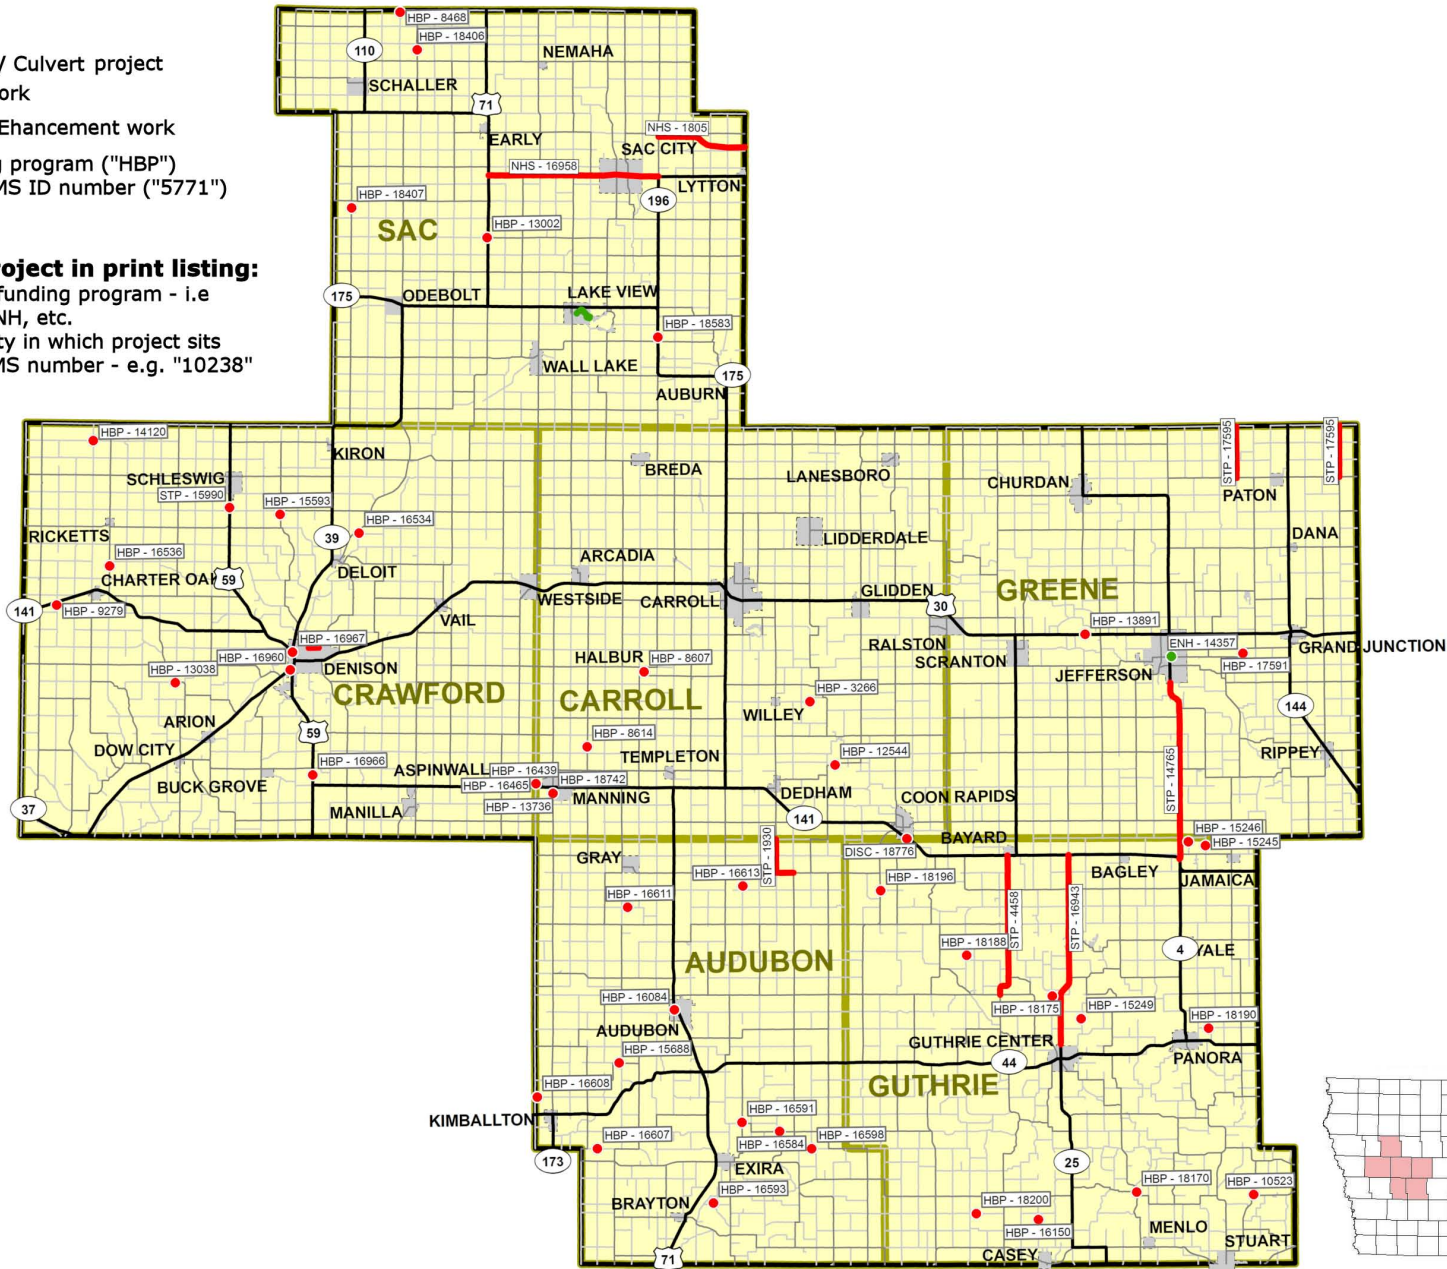 / Culvert project
ork
Ehancement work
g program ("HBP")
MS ID number ("5771")
roject in print listing:
funding program - i.e
NH, etc.
ty in which project sits
MS number - e.g. "10238"
HBP - 8468
HBP - 18406
110
NEMAHA
SCHALLER
71
EARLY
NHS - 1805
SAC CITY
NHS - 16958
LYTTON
HBP - 18407
196
HBP - 13002
SAC
175
ODEBOLT
LAKE VIEW
HBP - 18583
WALL LAKE
175
AUBURN
HBP - 14120
KIRON
BREDA
LANESBORO
CHURDAN
STP - 17595
STP - 17595
PATON
SCHLESWIG
STP - 15990
HBP - 15593
RICKETTS
39
HBP - 16534
LIDDERDALE
DANA
HBP - 16536
CHARTER OAK
59
DELOIT
ARCADIA
GREENE
141
HBP - 9279
VAIL
WESTSIDE
CARROLL
GLIDDEN
30
HBP - 13891
HBP - 16967
HBP - 16960
RALSTON
SCRANTON
ENH - 14357
GRAND JUNCTION
HBP - 17591
HBP - 13038
DENISON
HALBUR
HBP - 8607
JEFFERSON
CRAWFORD
CARROLL
HBP - 3266
WILLEY
144
ARION
DOW CITY
59
HBP - 8614
TEMPLETON
HBP - 12544
STP - 14765
RIPPEY
HBP - 16966
ASPINWALL
HBP - 16439
BUCK GROVE
HBP - 16465
HBP - 18742
MANNING
DEDHAM
COON RAPIDS
37
MANILLA
HBP - 13736
141
HBP - 15246
BAYARD
HBP - 15245
GRAY
STP - 1930
DISC - 18776
BAGLEY
JAMAICA
HBP - 16613
HBP - 18196
HBP - 16611
STP - 4458
STP - 16943
HBP - 18188
4
YALE
AUDUBON
HBP - 16084
HBP - 18175
HBP - 15249
HBP - 18190
AUDUBON
GUTHRIE CENTER
PANORA
HBP - 15688
44
HBP - 16608
GUTHRIE
KIMBALLTON
HBP - 16591
HBP - 16607
HBP - 16584
HBP - 16598
173
EXIRA
25
HBP - 16593
HBP - 18170
HBP - 10523
BRAYTON
HBP - 18200
HBP - 16150
MENLO
STUART
71
CASEY